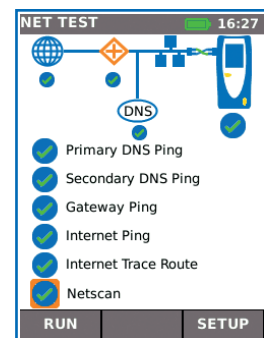 NET TEST 16:27
DNS
Primary DNS Ping
Secondary DNS Ping
Gateway Ping
Internet Ping
Internet Trace Route
Netscan
RUN SETUP